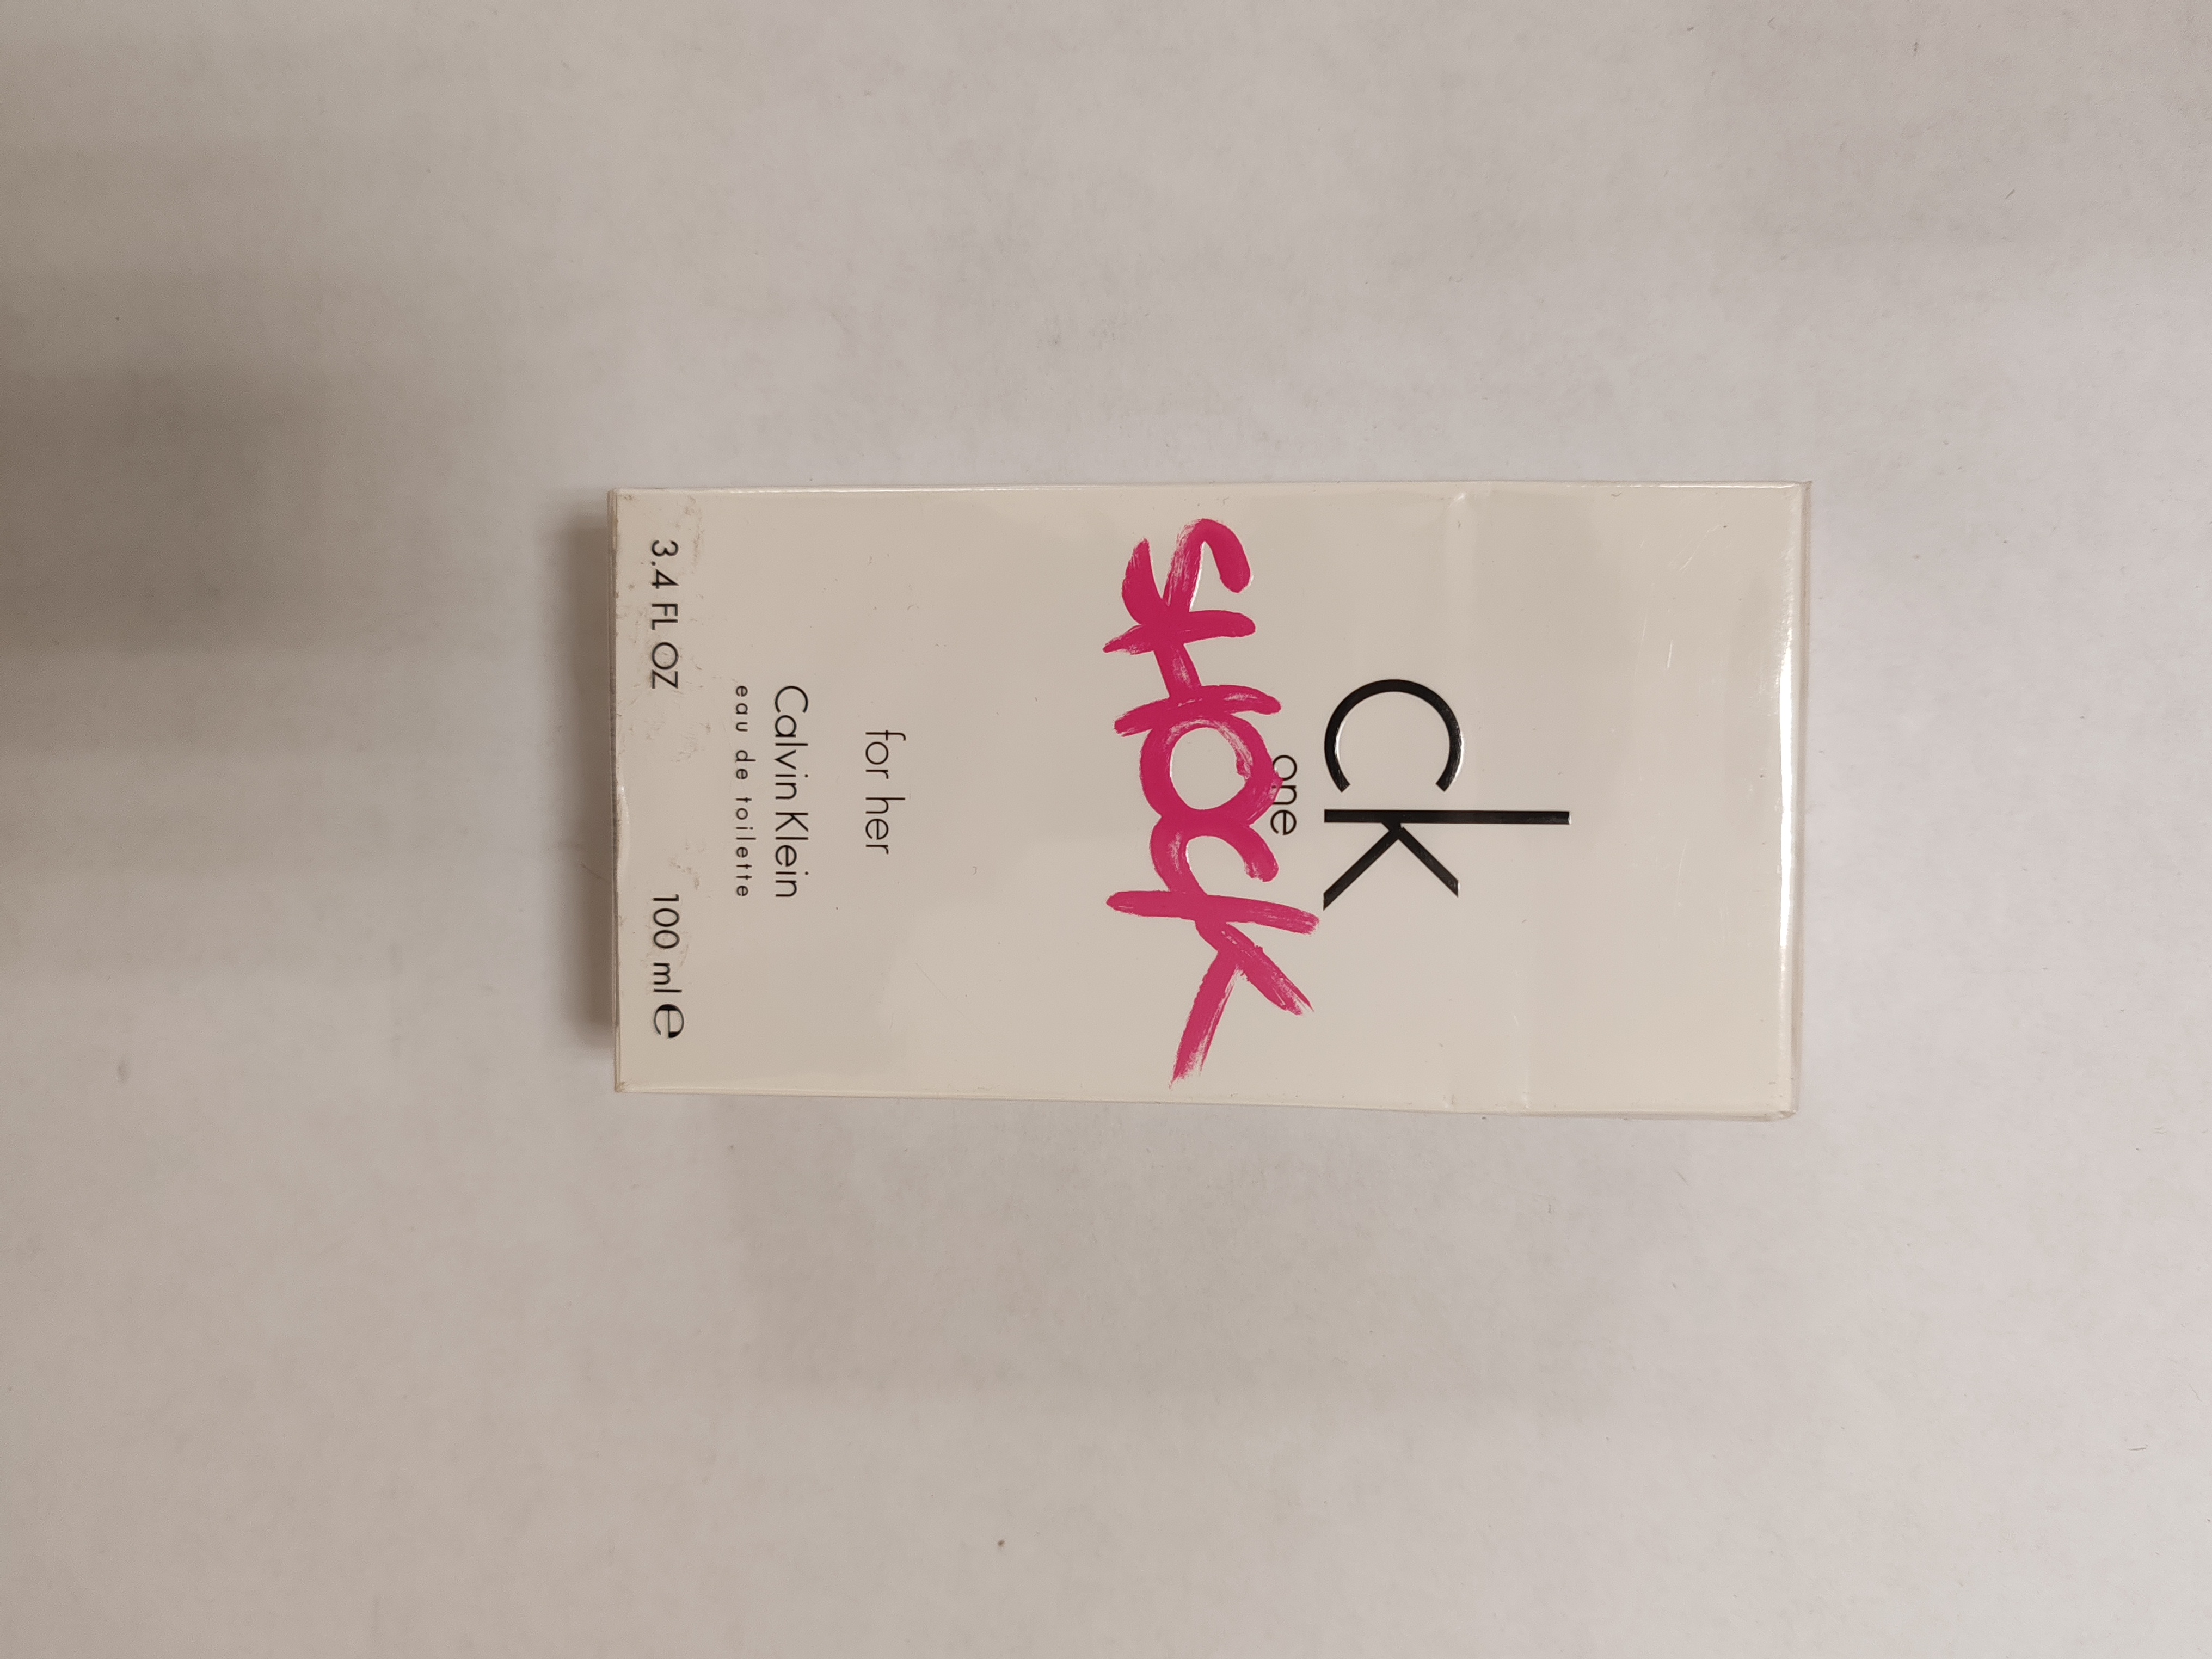 ck
one
SHOCK
for her
Calvin Klein
eau de toilette
3.4 FL OZ 100 ml ℮